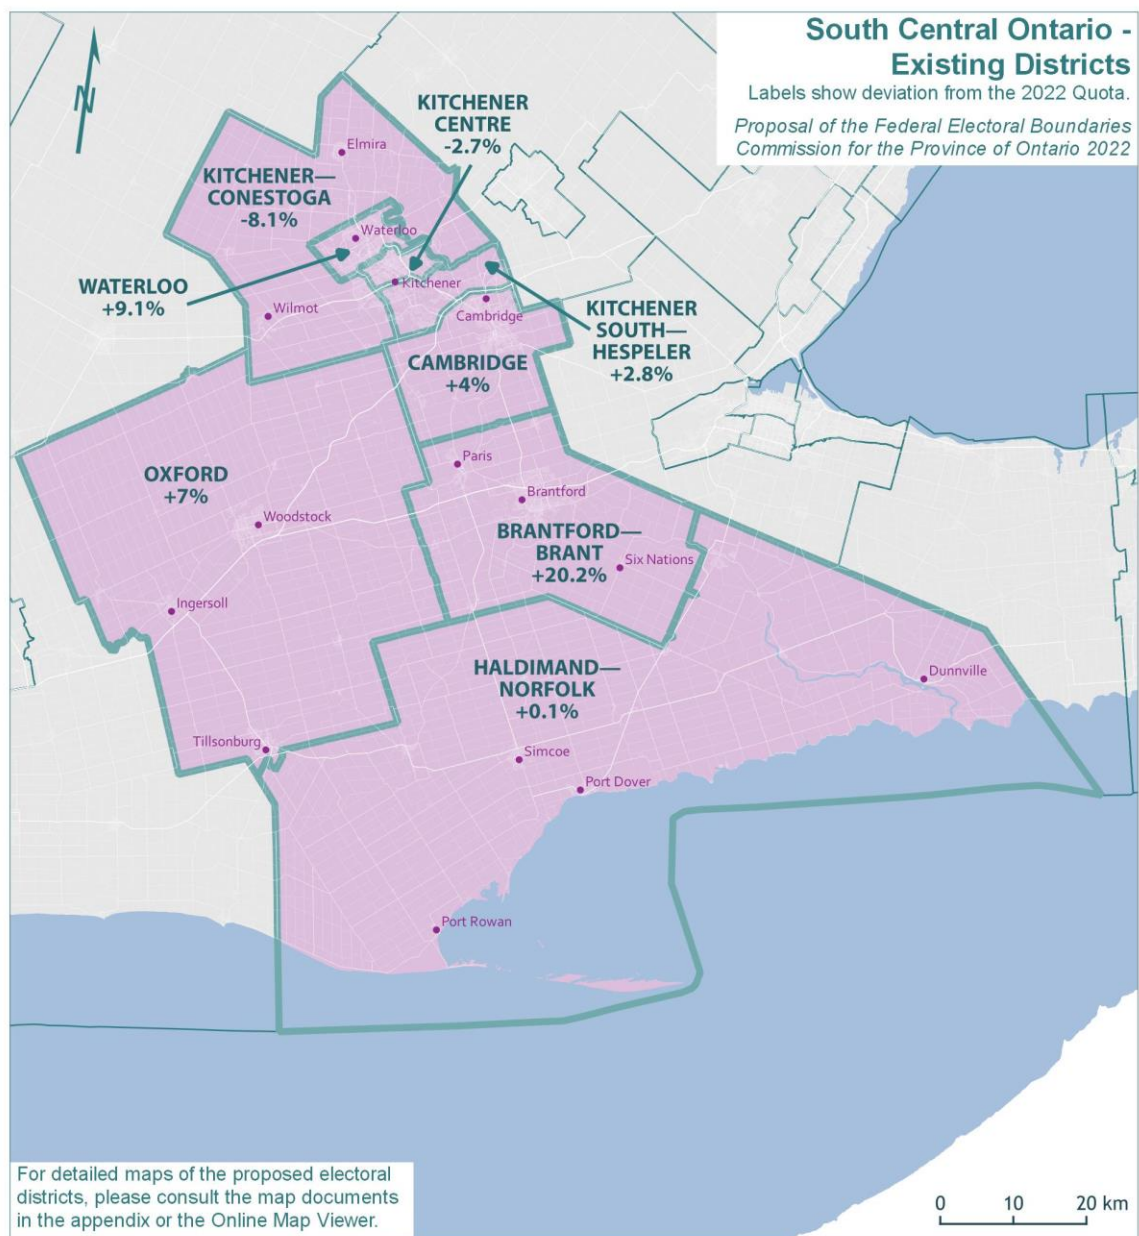 South Central Ontario -
Existing Districts
Labels show deviation from the 2022 Quota.
Proposal of the Federal Electoral Boundaries
Commission for the Province of Ontario 2022
N
KITCHENER
CENTRE
-2.7%
Elmira
KITCHENER—
CONESTOGA
-8.1%
Waterloo
WATERLOO
+9.1%
Kitchener
Wilmot
Cambridge
KITCHENER
SOUTH—
HESPELER
+2.8%
CAMBRIDGE
+4%
OXFORD
+7%
Paris
Brantford
Woodstock
BRANTFORD—
BRANT
+20.2%
Six Nations
Ingersoll
HALDIMAND—
NORFOLK
+0.1%
Dunnville
Tillsonburg
Simcoe
Port Dover
Port Rowan
For detailed maps of the proposed electoral
districts, please consult the map documents
in the appendix or the Online Map Viewer.
0 10 20 km